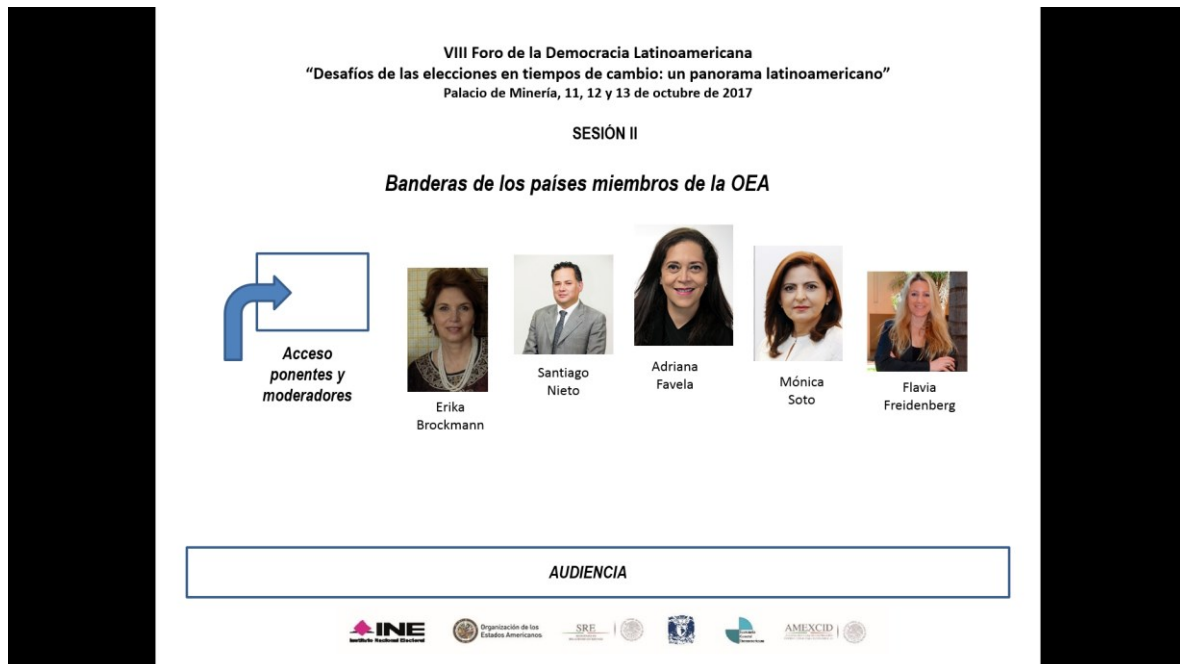 VIII Foro de la Democracia Latinoamericana
“Desafíos de las elecciones en tiempos de cambio: un panorama latinoamericano”
Palacio de Minería, 11, 12 y 13 de octubre de 2017
SESIÓN II
Banderas de los países miembros de la OEA
Acceso
ponentes y
moderadores
Erika
Brockmann
Santiago
Nieto
Adriana
Favela
Mónica
Soto
Flavia
Freidenberg
AUDIENCIA
INE
Instituto Nacional Electoral
Organización de los
Estados Americanos
SRE
AMEXCID